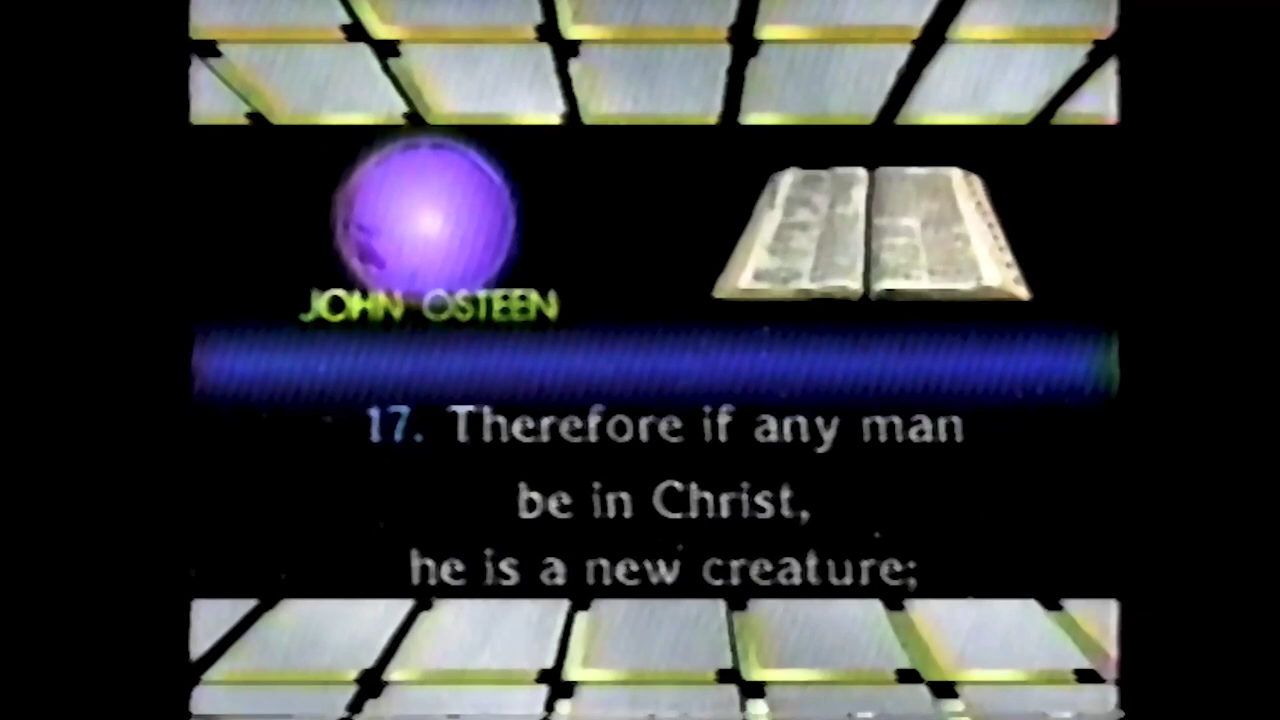 JOHN OSTEEN
17. Therefore if any man
be in Christ,
he is a new creature;